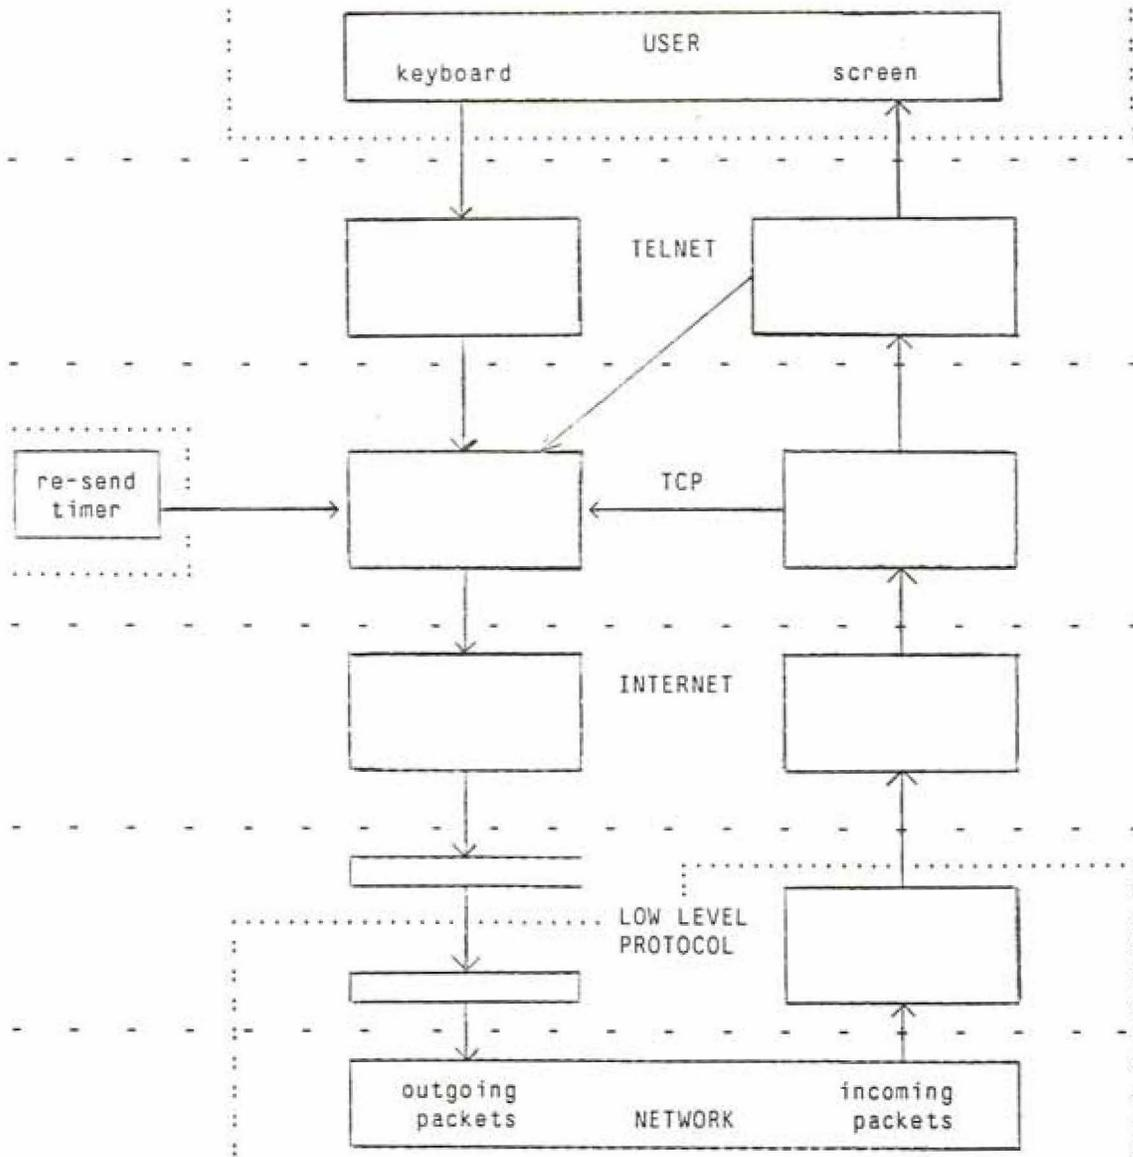 USER
keyboard screen
TELNET
re-send
timer
TCP
INTERNET
LOW LEVEL
PROTOCOL
outgoing incoming
packets NETWORK packets